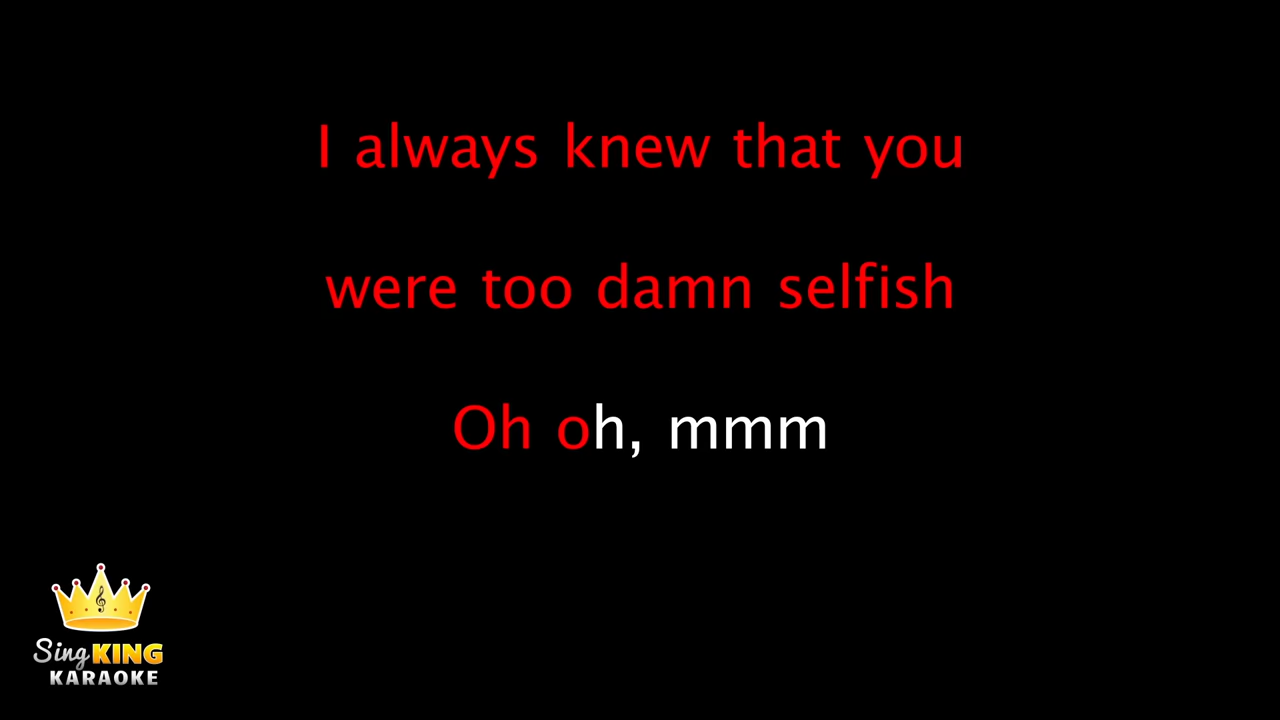 I always knew that you
were too damn selfish
Oh oh, mmm
Sing KING
KARAOKE